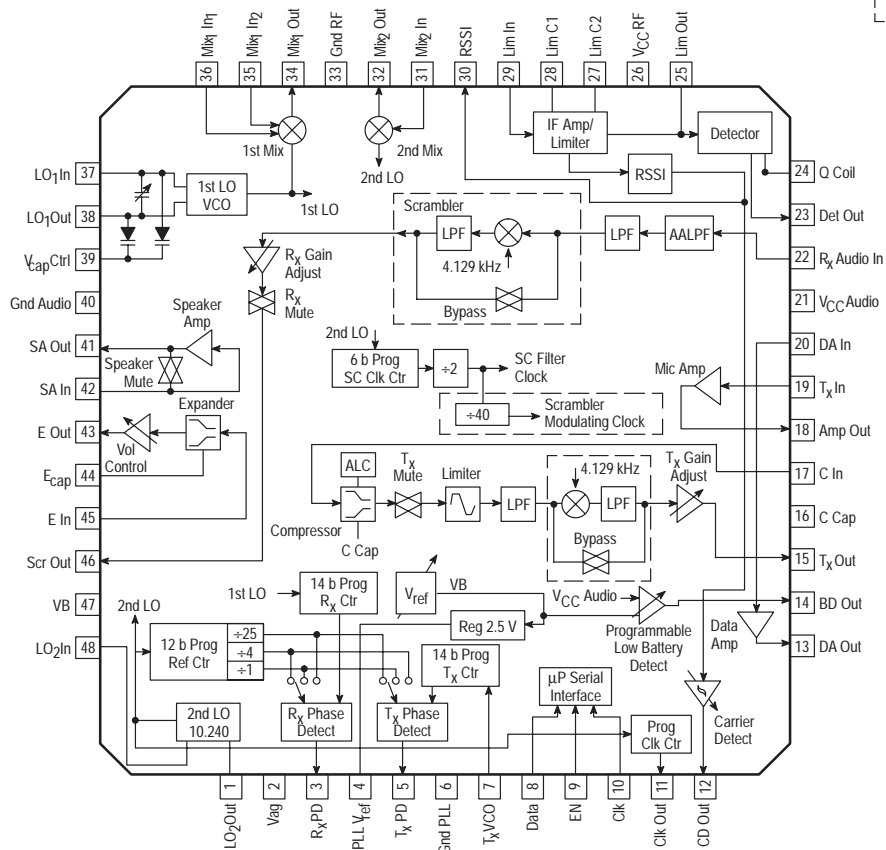 Mix1 In1
Mix1 In2
Mix1 Out
Gnd RF
Mix2 Out
Mix2 In
RSSI
Lim In
Lim C1
Lim C2
VCC RF
Lim Out
36
35
34
33
32
31
30
29
28
27
26
25
1st Mix
2nd Mix
2nd LO
IF Amp/
Limiter
Detector
RSSI
LO1In
37
1st LO
VCO
1st LO
LO1Out
38
VcapCtrl
39
Gnd Audio
40
SA Out
41
SA In
42
E Out
43
Ecap
44
E In
45
Scr Out
46
VB
47
LO2In
48
24
Q Coil
23
Det Out
22
Rx Audio In
21
VCC Audio
20
DA In
19
Tx In
18
Amp Out
17
C In
16
C Cap
15
Tx Out
14
BD Out
13
DA Out
Scrambler
LPF
4.129 kHz
Bypass
LPF
AALPF
Rx Gain
Adjust
Rx
Mute
Speaker
Amp
Speaker
Mute
Expander
Vol
Control
2nd LO
6 b Prog
SC Clk Ctr
÷2
SC Filter
Clock
÷40
Scrambler
Modulating Clock
Mic Amp
ALC
Compressor
C Cap
Tx
Mute
Limiter
LPF
4.129 kHz
LPF
Bypass
Tx Gain
Adjust
1st LO
14 b Prog
Rx Ctr
Vref
VB
VCC Audio
Programmable
Low Battery
Detect
Reg 2.5 V
Data
Amp
2nd LO
12 b Prog
Ref Ctr
÷25
÷4
÷1
14 b Prog
Tx Ctr
µP Serial
Interface
2nd LO
10.240
Rx Phase
Detect
Tx Phase
Detect
Prog
Clk Ctr
Carrier
Detect
1
2
3
4
5
6
7
8
9
10
11
12
LO2Out
Vag
RxPD
PLL Vref
Tx PD
Gnd PLL
TxVCO
Data
EN
Clk
Clk Out
CD Out